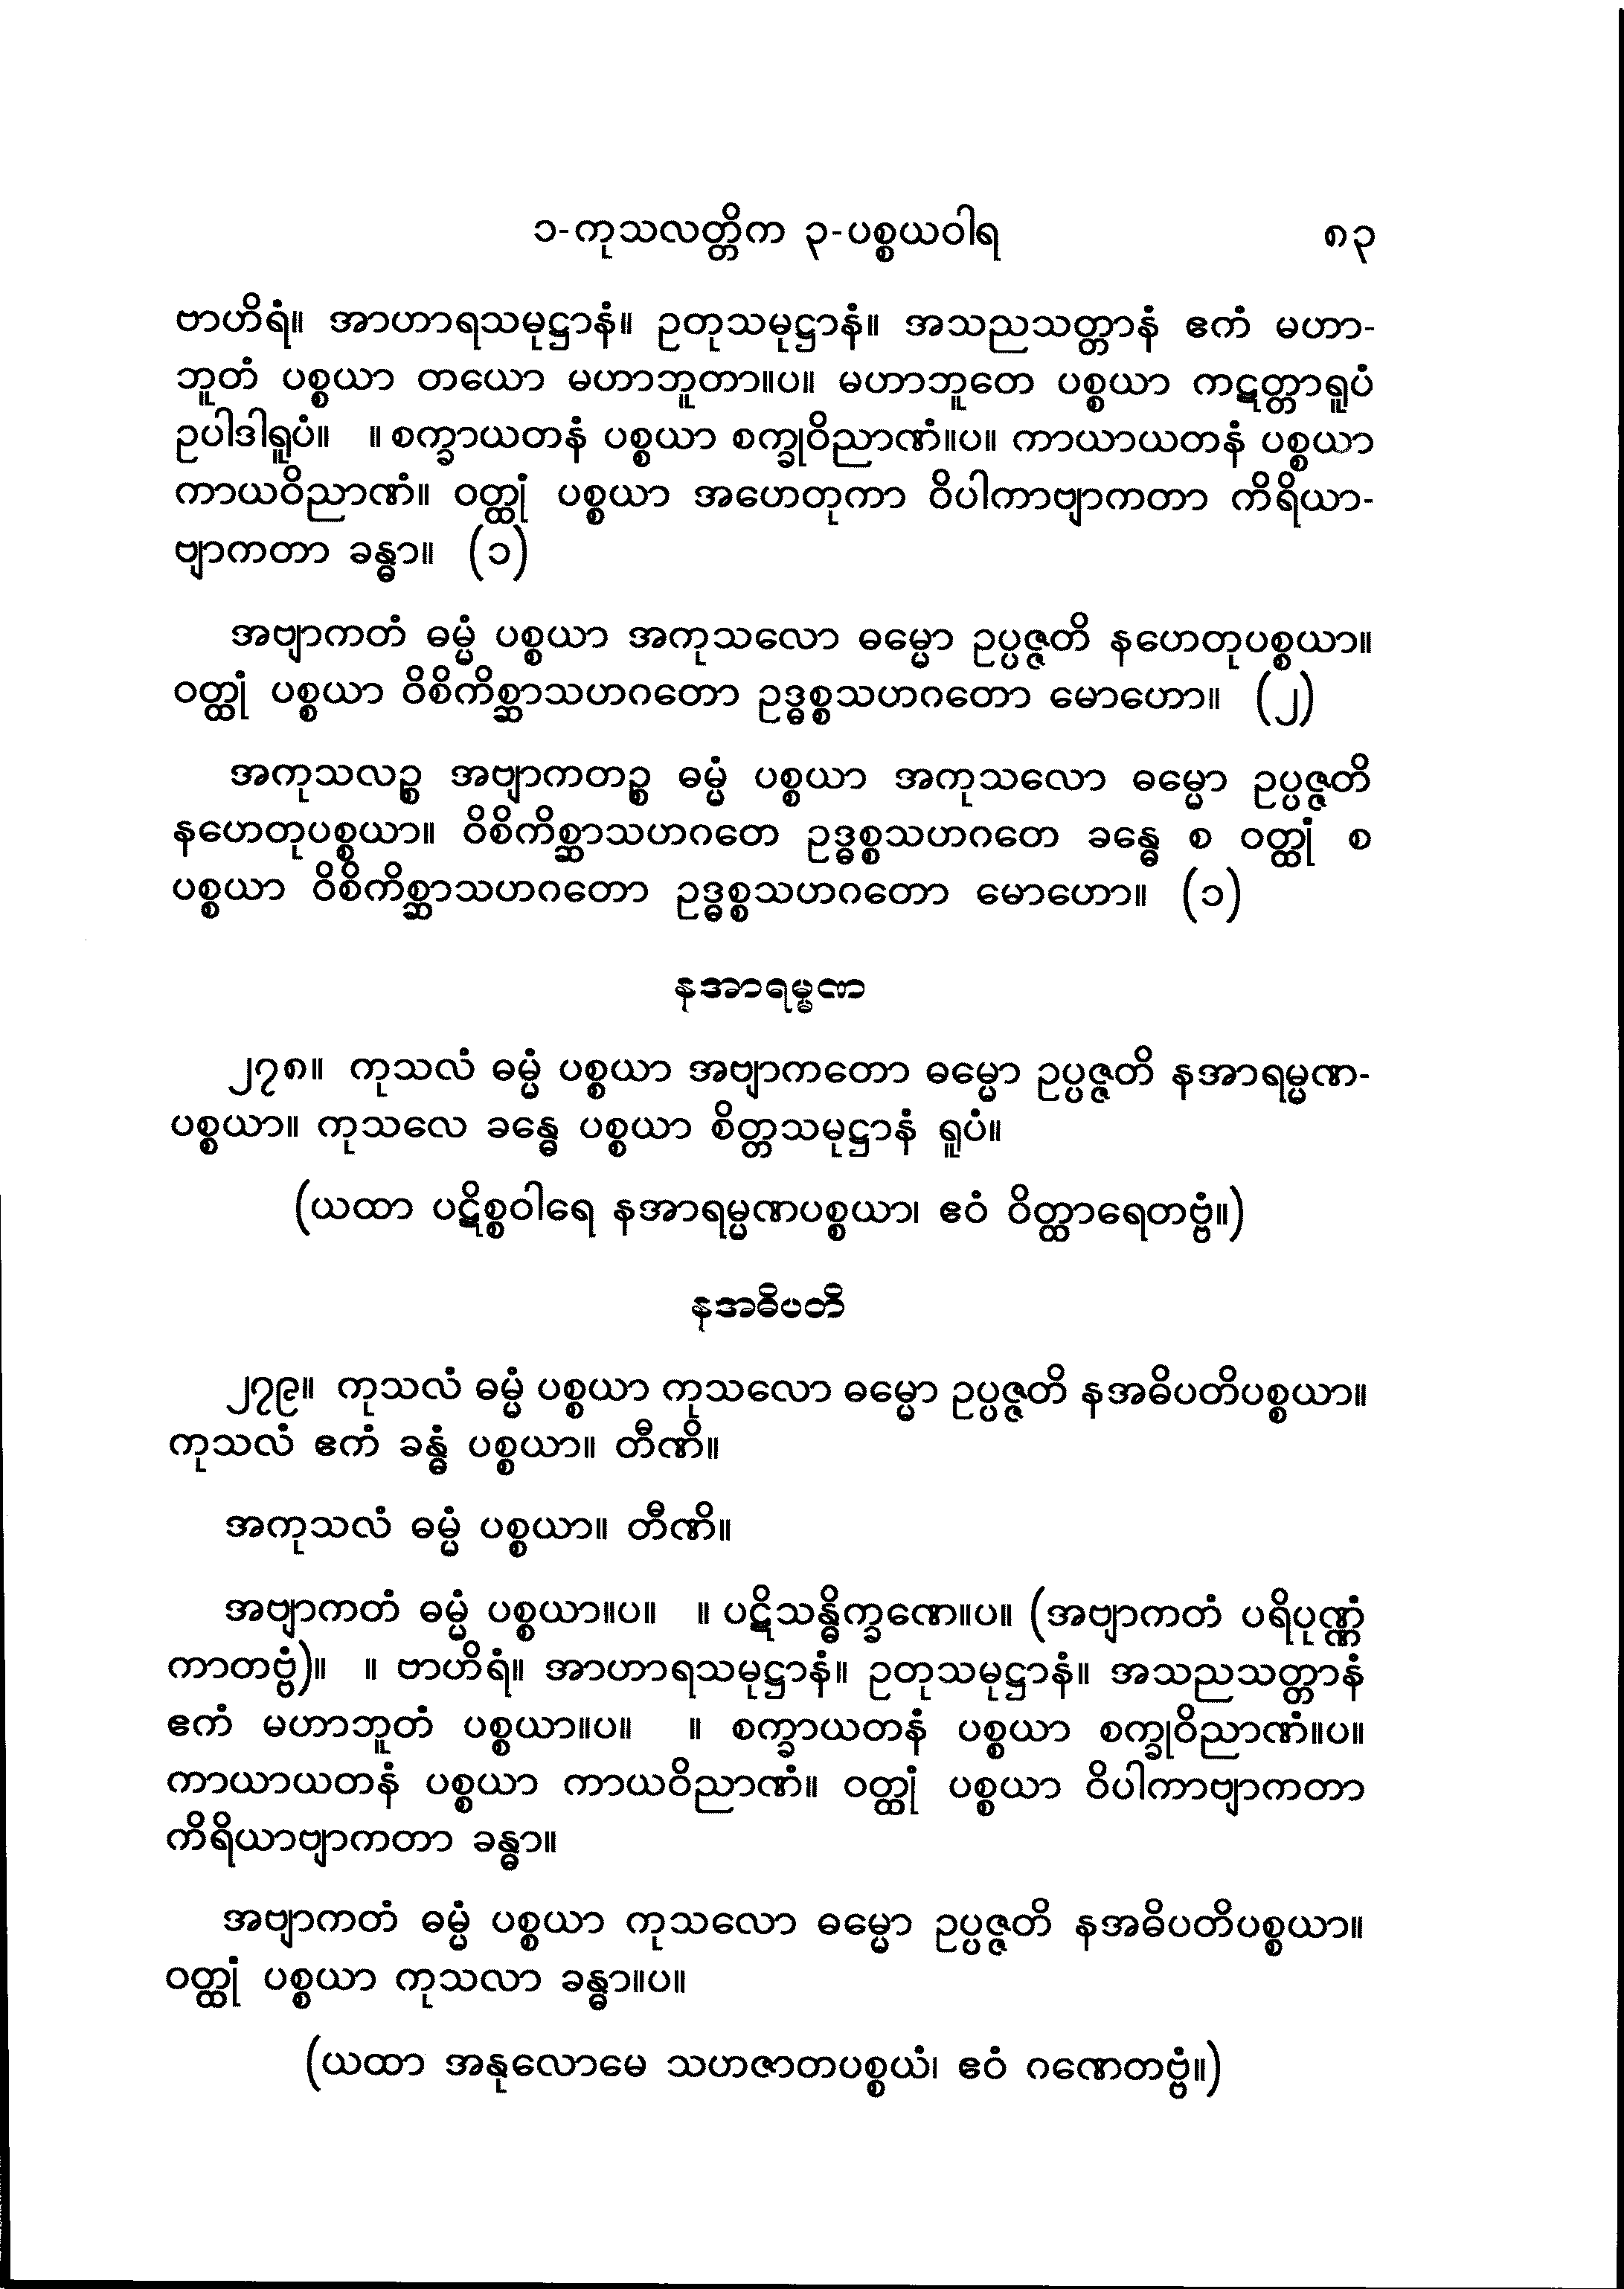 ၁-ကုသလတ္တိက ၃-ပစ္စယဝါရ ၈၃
ဗာဟိရံ။ အာဟာရသမုဋ္ဌာနံ။ ဥတုသမုဋ္ဌာနံ။ အသညသတ္တာနံ ဧကံ မဟာ-
ဘူတံ ပစ္စယာ တယော မဟာဘူတာ။ပ။ မဟာဘူတေ ပစ္စယာ ကဋတ္တာရူပံ
ဥပါဒါရူပံ။ ။ စက္ခာယတနံ ပစ္စယာ စက္ခုဝိညာဏံ။ပ။ ကာယာယတနံ ပစ္စယာ
ကာယဝိညာဏံ။ ဝတ္ထုံ ပစ္စယာ အဟေတုကာ ဝိပါကာဗျာကတာ ကိရိယာ-
ဗျာကတာ ခန္ဓာ။ (၁)
အဗျာကတံ ဓမ္မံ ပစ္စယာ အကုသလော ဓမ္မော ဥပ္ပဇ္ဇတိ နဟေတုပစ္စယာ။
ဝတ္ထုံ ပစ္စယာ ဝိစိကိစ္ဆာသဟဂတော ဥဒ္ဓစ္စသဟဂတော မောဟော။ (၂)
အကုသလဉ္စ အဗျာကတဉ္စ ဓမ္မံ ပစ္စယာ အကုသလော ဓမ္မော ဥပ္ပဇ္ဇတိ
နဟေတုပစ္စယာ။ ဝိစိကိစ္ဆာသဟဂတေ ဥဒ္ဓစ္စသဟဂတေ ခန္ဓေ စ ဝတ္ထုံ စ
ပစ္စယာ ဝိစိကိစ္ဆာသဟဂတော ဥဒ္ဓစ္စသဟဂတော မောဟော။ (၁)
နအာရမ္မဏ
၂၇၈။ ကုသလံ ဓမ္မံ ပစ္စယာ အဗျာကတော ဓမ္မော ဥပ္ပဇ္ဇတိ နအာရမ္မဏ-
ပစ္စယာ။ ကုသလေ ခန္ဓေ ပစ္စယာ စိတ္တသမုဋ္ဌာနံ ရူပံ။
(ယထာ ပဋိစ္စဝါရေ နအာရမ္မဏပစ္စယာ၊ ဧဝံ ဝိတ္ထာရေတဗ္ဗံ။)
နအဓိပတိ
၂၇၉။ ကုသလံ ဓမ္မံ ပစ္စယာ ကုသလော ဓမ္မော ဥပ္ပဇ္ဇတိ နအဓိပတိပစ္စယာ။
ကုသလံ ဧကံ ခန္ဓံ ပစ္စယာ။ တီဏိ။
အကုသလံ ဓမ္မံ ပစ္စယာ။ တီဏိ။
အဗျာကတံ ဓမ္မံ ပစ္စယာ။ပ။ ။ ပဋိသန္ဓိက္ခဏေ။ပ။ (အဗျာကတံ ပရိပုဏ္ဏံ
ကာတဗ္ဗံ)။ ။ ဗာဟိရံ။ အာဟာရသမုဋ္ဌာနံ။ ဥတုသမုဋ္ဌာနံ။ အသညသတ္တာနံ
ဧကံ မဟာဘူတံ ပစ္စယာ။ပ။ ။ စက္ခာယတနံ ပစ္စယာ စက္ခုဝိညာဏံ။ပ။
ကာယာယတနံ ပစ္စယာ ကာယဝိညာဏံ။ ဝတ္ထုံ ပစ္စယာ ဝိပါကာဗျာကတာ
ကိရိယာဗျာကတာ ခန္ဓာ။
အဗျာကတံ ဓမ္မံ ပစ္စယာ ကုသလော ဓမ္မော ဥပ္ပဇ္ဇတိ နအဓိပတိပစ္စယာ။
ဝတ္ထုံ ပစ္စယာ ကုသလာ ခန္ဓာ။ပ။
(ယထာ အနုလောမေ သဟဇာတပစ္စယံ၊ ဧဝံ ဂဏေတဗ္ဗံ။)